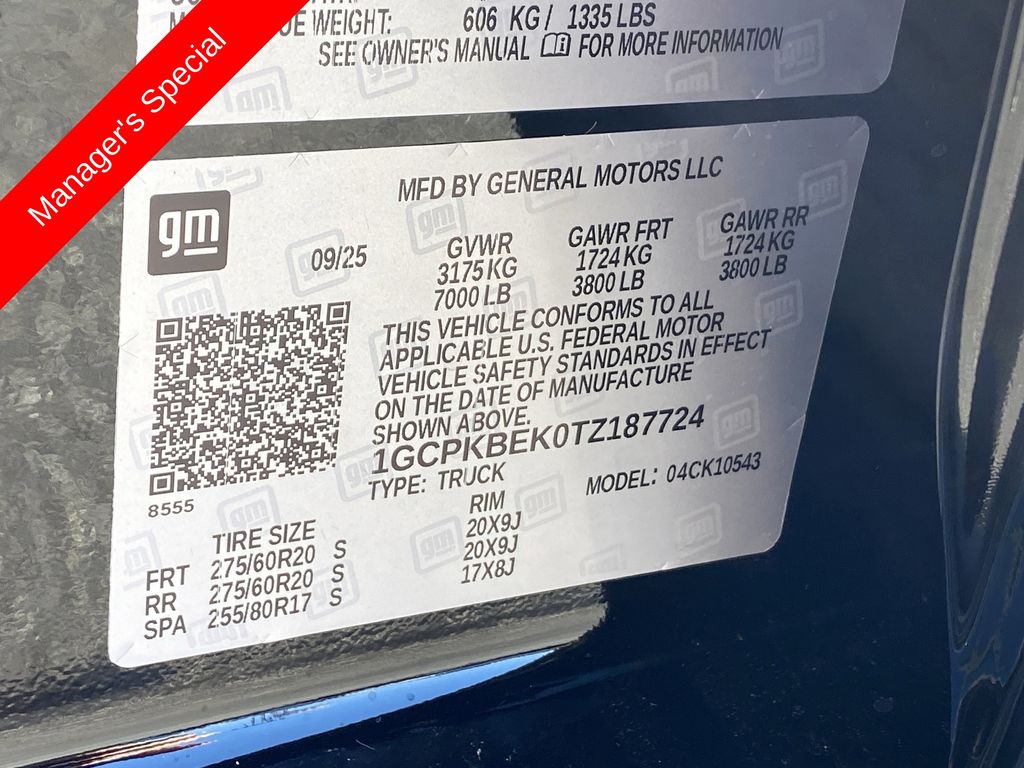 UE WEIGHT: 606 KG / 1335 LBS
SEE OWNER'S MANUAL FOR MORE INFORMATION
Manager's Special
MFD BY GENERAL MOTORS LLC
gm
09/25
GVWR GAWR FRT GAWR RR
3175 KG 1724 KG 1724 KG
7000 LB 3800 LB 3800 LB
THIS VEHICLE CONFORMS TO ALL
APPLICABLE U.S. FEDERAL MOTOR
VEHICLE SAFETY STANDARDS IN EFFECT
ON THE DATE OF MANUFACTURE
SHOWN ABOVE.
1GCPKBEK0TZ187724
TYPE: TRUCK MODEL: 04CK10543
8555
TIRE SIZE RIM
FRT 275/60R20 S 20X9J
RR 275/60R20 S 20X9J
SPA 255/80R17 S 17X8J